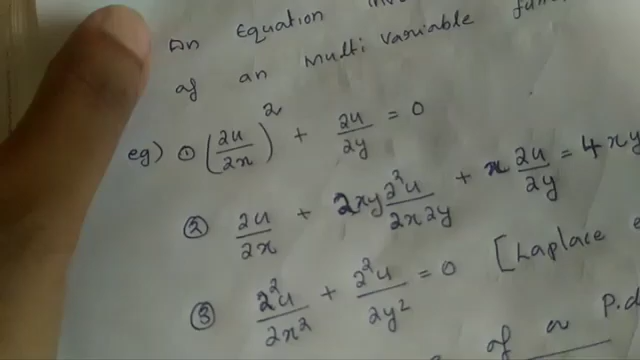 An Equation
of an multi variable
eg) ① (∂u/∂x)² + ∂u/∂y = 0
② ∂u/∂x + 2xy ∂²u/∂x∂y + x ∂u/∂y = 4xy
③ ∂²u/∂x² + ∂²u/∂y² = 0 [Laplace
of a P.d